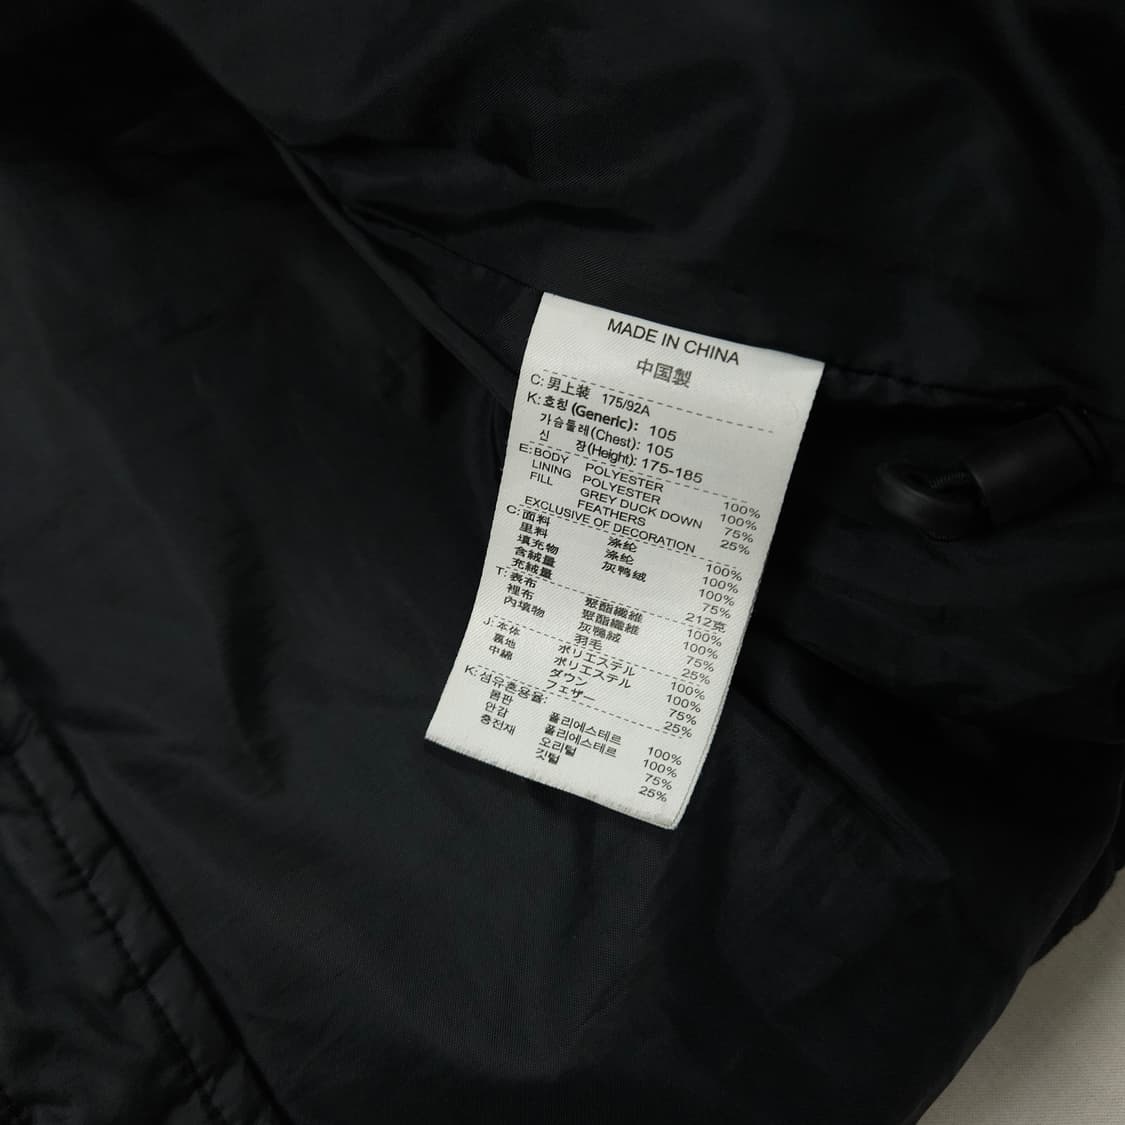 MADE IN CHINA
中国製
C: 男上装 175/92A
K: 호칭 (Generic): 105
가슴둘레(Chest): 105
신 장(Height): 175-185
E: BODY POLYESTER 100%
LINING POLYESTER 100%
FILL GREY DUCK DOWN 75%
FEATHERS 25%
EXCLUSIVE OF DECORATION
C: 面料 涤纶 100%
里料 涤纶 100%
填充物 灰鸭绒 100%
含绒量 75%
充绒量 212克
T: 表布 聚酯纖維 100%
裡布 聚酯纖維 100%
內填物 灰鴨絨 75%
羽毛 25%
J: 本体 ポリエステル 100%
裏地 ポリエステル 100%
中綿 ダウン 75%
フェザー 25%
K: 섬유혼용율:
몸판 폴리에스테르 100%
안감 폴리에스테르 100%
충전재 오리털 75%
깃털 25%